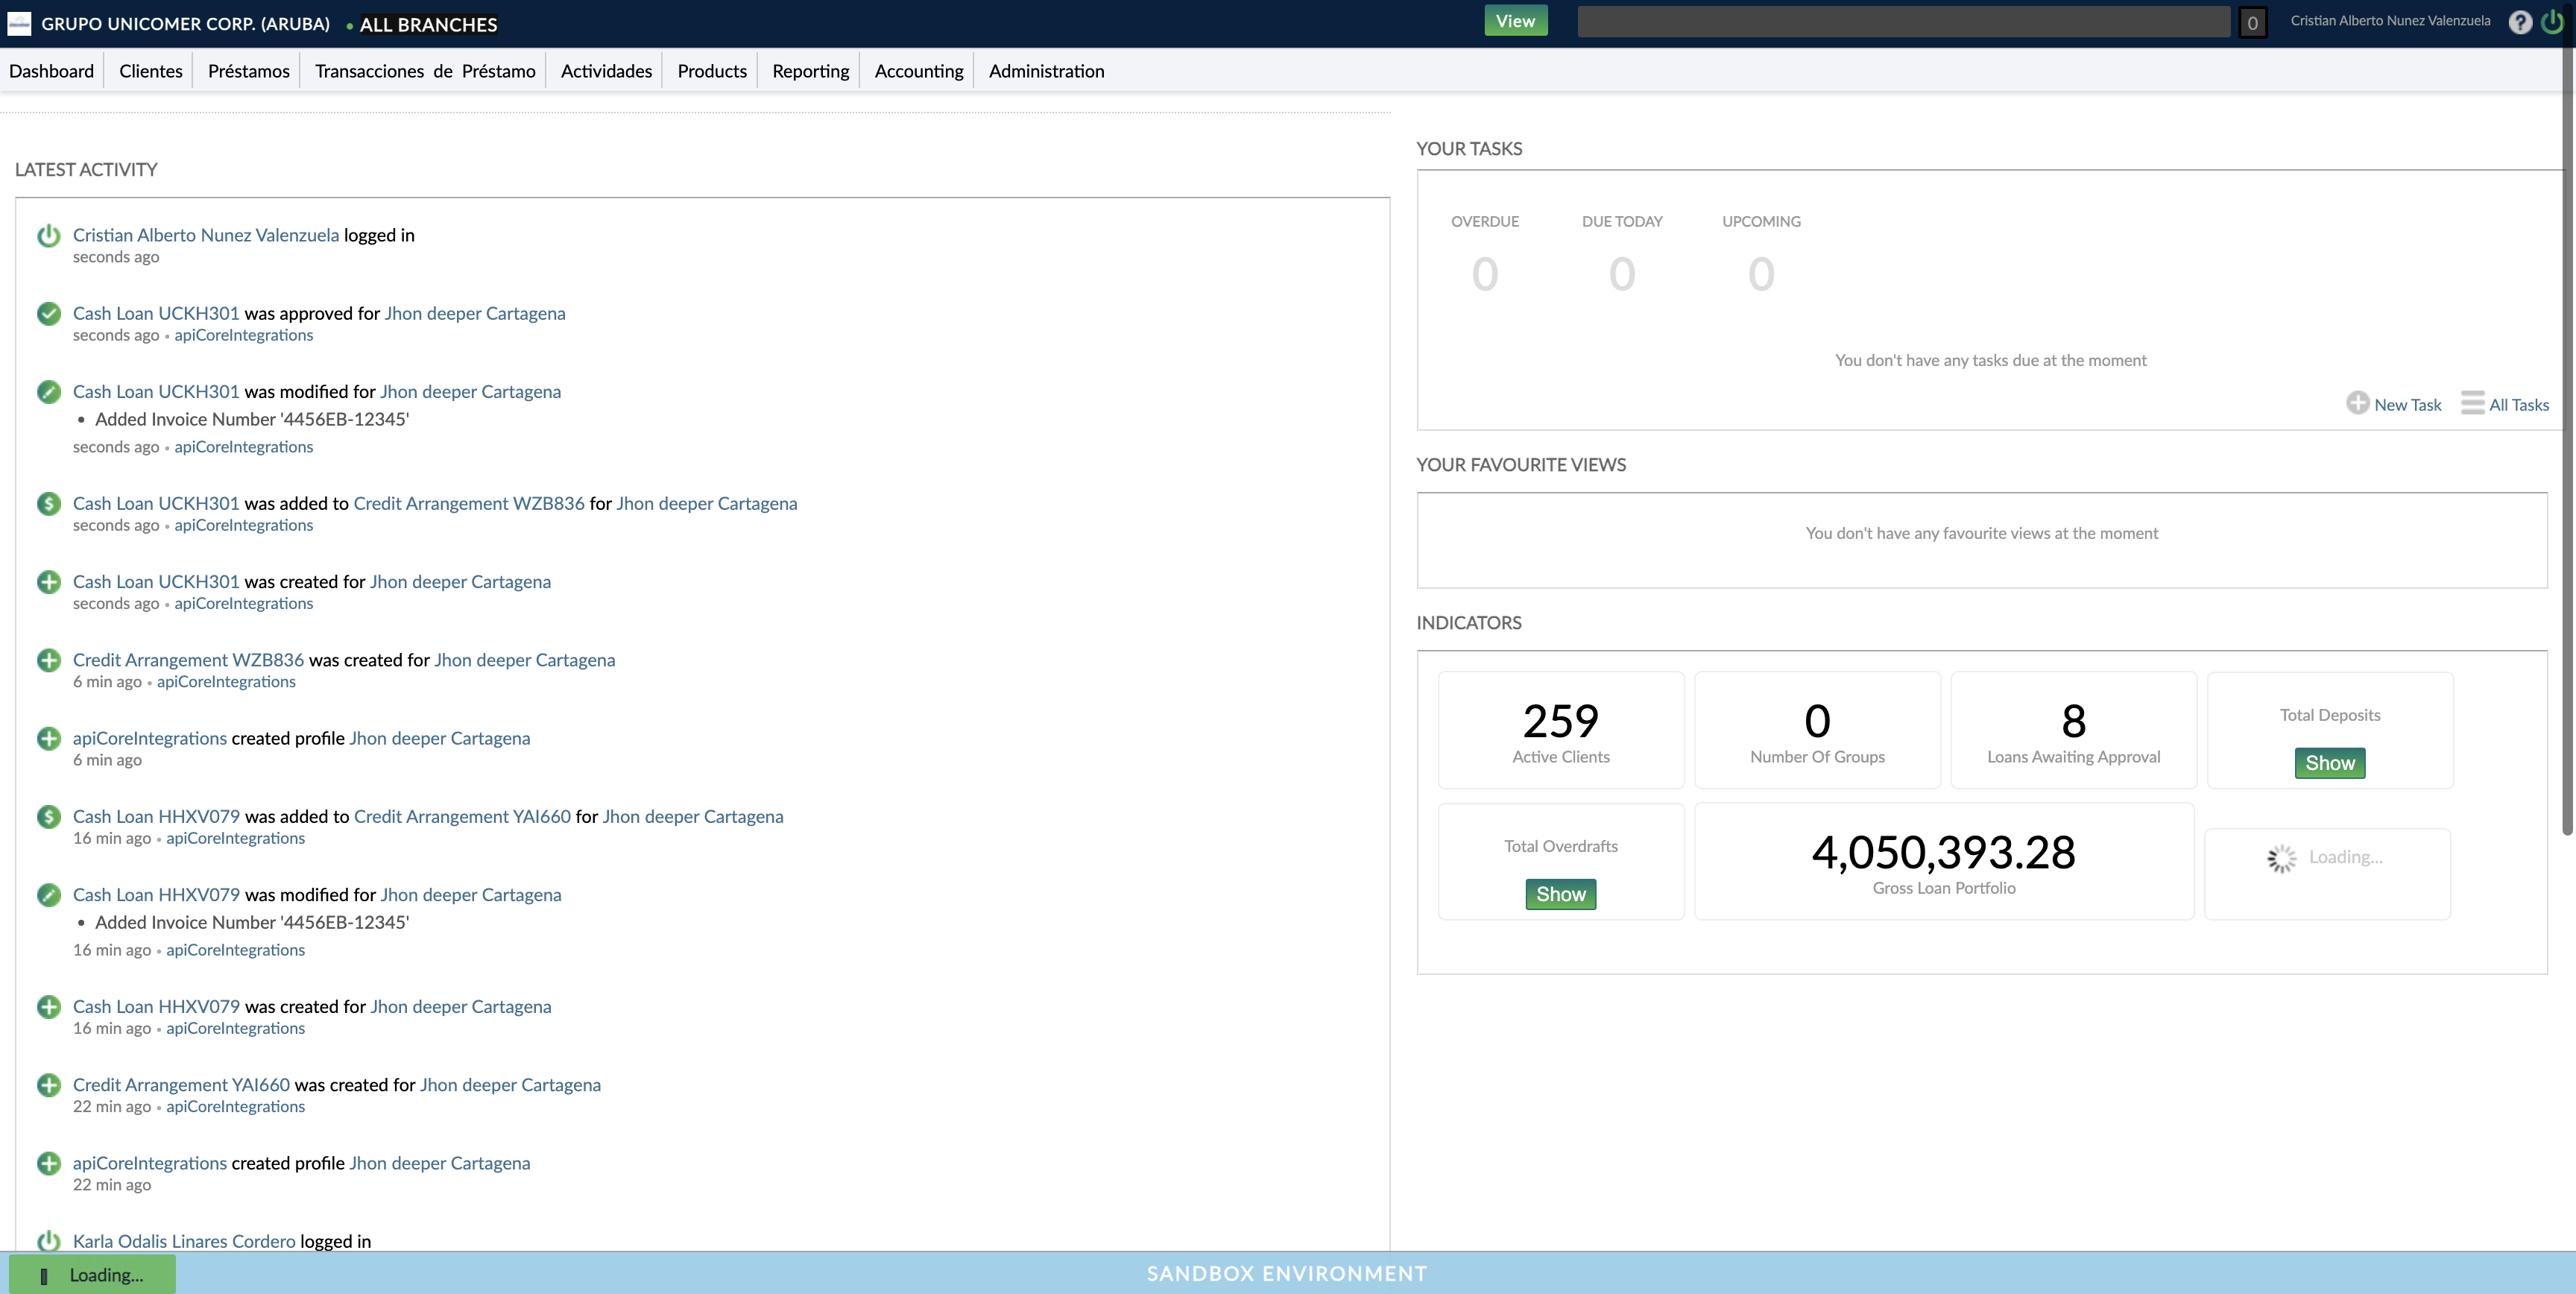 GRUPO UNICOMER CORP. (ARUBA) • ALL BRANCHES
View
0
Cristian Alberto Nunez Valenzuela
?
Dashboard
Clientes
Préstamos
Transacciones de Préstamo
Actividades
Products
Reporting
Accounting
Administration
LATEST ACTIVITY
Cristian Alberto Nunez Valenzuela logged in
seconds ago
Cash Loan UCKH301 was approved for Jhon deeper Cartagena
seconds ago • apiCoreIntegrations
Cash Loan UCKH301 was modified for Jhon deeper Cartagena
• Added Invoice Number '4456EB-12345'
seconds ago • apiCoreIntegrations
Cash Loan UCKH301 was added to Credit Arrangement WZB836 for Jhon deeper Cartagena
seconds ago • apiCoreIntegrations
Cash Loan UCKH301 was created for Jhon deeper Cartagena
seconds ago • apiCoreIntegrations
Credit Arrangement WZB836 was created for Jhon deeper Cartagena
6 min ago • apiCoreIntegrations
apiCoreIntegrations created profile Jhon deeper Cartagena
6 min ago
Cash Loan HHXV079 was added to Credit Arrangement YAI660 for Jhon deeper Cartagena
16 min ago • apiCoreIntegrations
Cash Loan HHXV079 was modified for Jhon deeper Cartagena
• Added Invoice Number '4456EB-12345'
16 min ago • apiCoreIntegrations
Cash Loan HHXV079 was created for Jhon deeper Cartagena
16 min ago • apiCoreIntegrations
Credit Arrangement YAI660 was created for Jhon deeper Cartagena
22 min ago • apiCoreIntegrations
apiCoreIntegrations created profile Jhon deeper Cartagena
22 min ago
Karla Odalis Linares Cordero logged in
YOUR TASKS
OVERDUE
DUE TODAY
UPCOMING
0
0
0
You don't have any tasks due at the moment
New Task
All Tasks
YOUR FAVOURITE VIEWS
You don't have any favourite views at the moment
INDICATORS
259
Active Clients
0
Number Of Groups
8
Loans Awaiting Approval
Total Deposits
Show
Total Overdrafts
Show
4,050,393.28
Gross Loan Portfolio
Loading...
Loading...
SANDBOX ENVIRONMENT